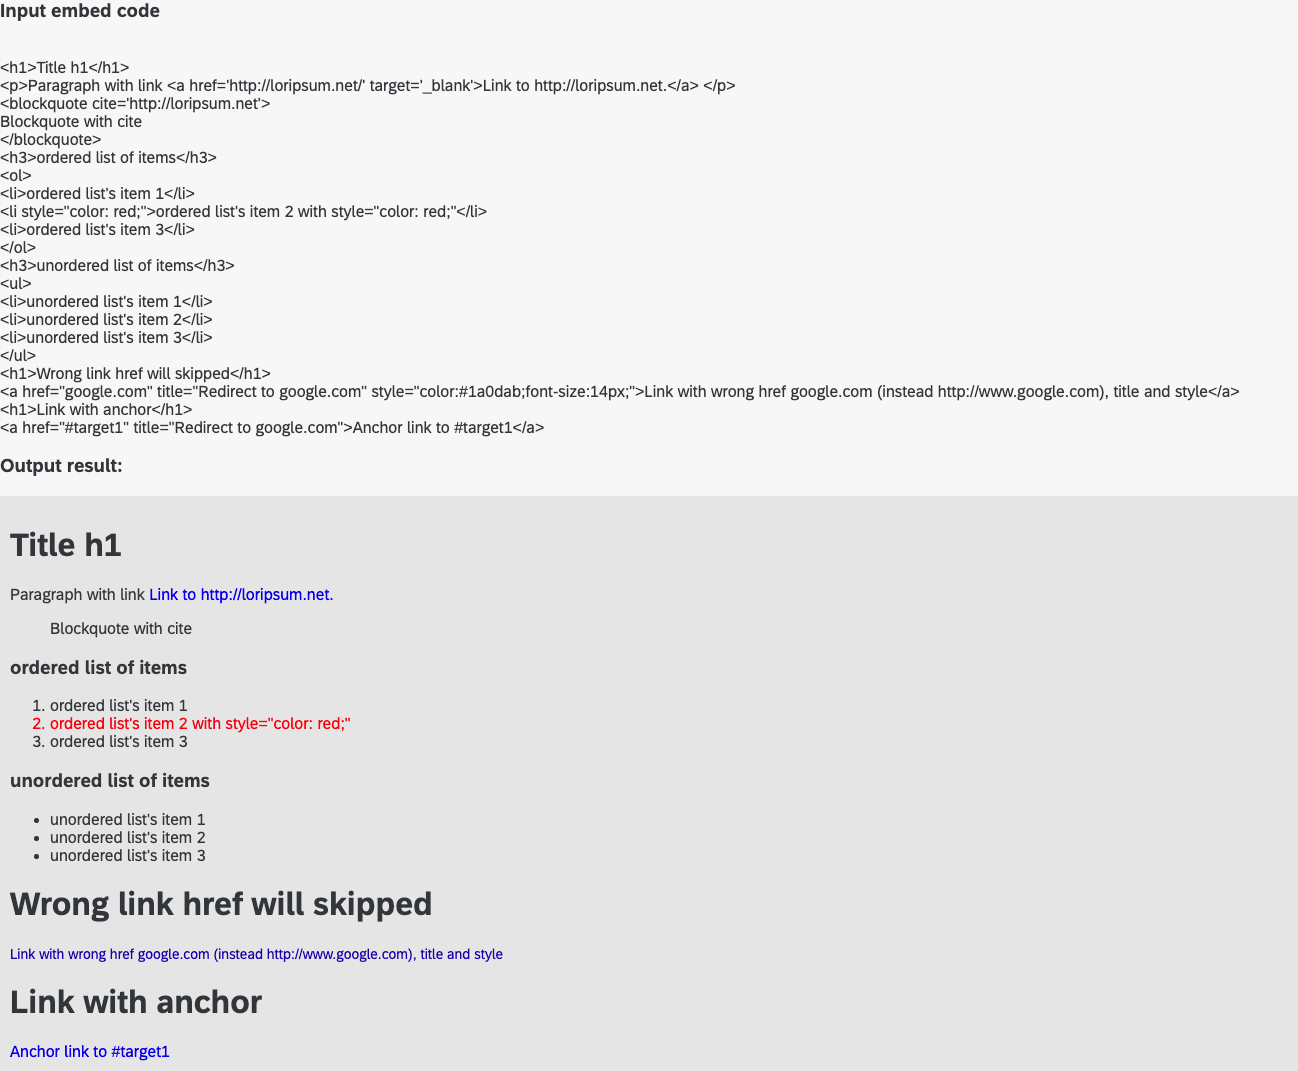 Input embed code
<h1>Title h1</h1>
<p>Paragraph with link <a href='http://loripsum.net/' target='_blank'>Link to http://loripsum.net.</a> </p>
<blockquote cite='http://loripsum.net'>
Blockquote with cite
</blockquote>
<h3>ordered list of items</h3>
<ol>
<li>ordered list's item 1</li>
<li style="color: red;">ordered list's item 2 with style="color: red;"</li>
<li>ordered list's item 3</li>
</ol>
<h3>unordered list of items</h3>
<ul>
<li>unordered list's item 1</li>
<li>unordered list's item 2</li>
<li>unordered list's item 3</li>
</ul>
<h1>Wrong link href will skipped</h1>
<a href="google.com" title="Redirect to google.com" style="color:#1a0dab;font-size:14px;">Link with wrong href google.com (instead http://www.google.com), title and style</a>
<h1>Link with anchor</h1>
<a href="#target1" title="Redirect to google.com">Anchor link to #target1</a>
Output result:
Title h1
Paragraph with link Link to http://loripsum.net.
Blockquote with cite
ordered list of items
1. ordered list's item 1
2. ordered list's item 2 with style="color: red;"
3. ordered list's item 3
unordered list of items
• unordered list's item 1
• unordered list's item 2
• unordered list's item 3
Wrong link href will skipped
Link with wrong href google.com (instead http://www.google.com), title and style
Link with anchor
Anchor link to #target1